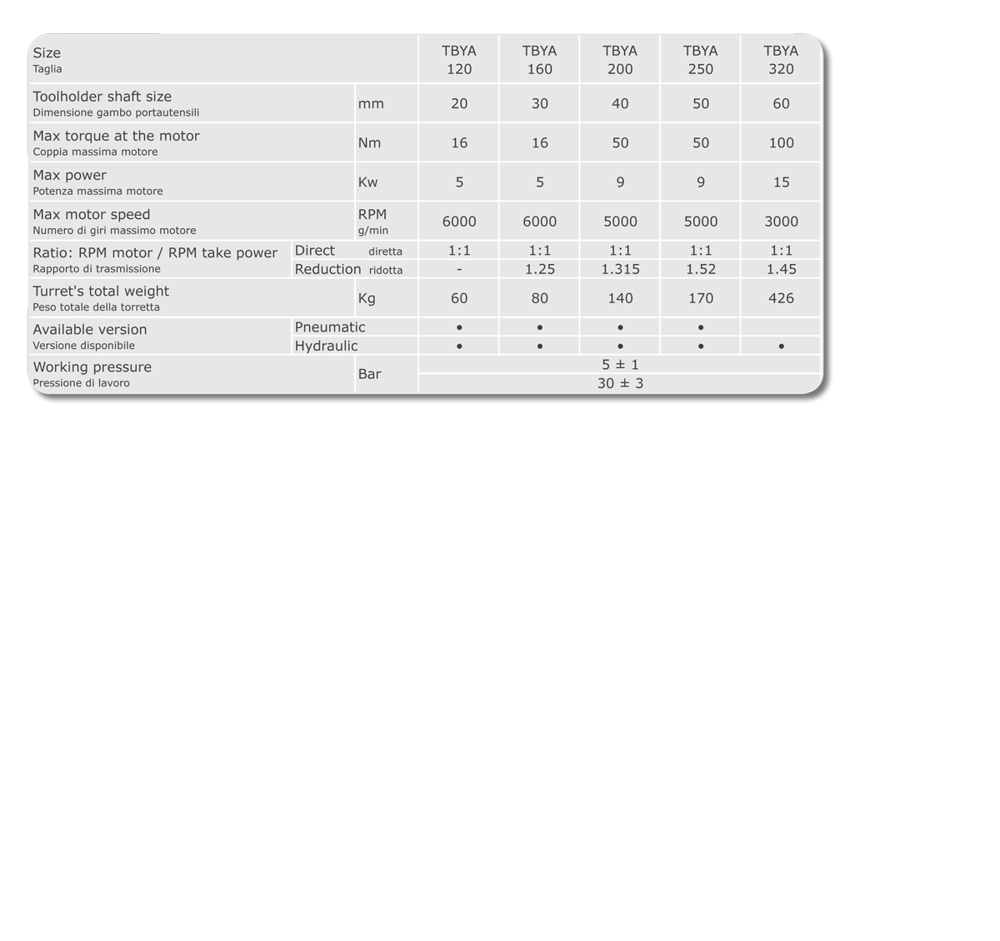 Size TBYA TBYA TBYA TBYA TBYA
Taglia 120 160 200 250 320
Toolholder shaft size mm 20 30 40 50 60
Dimensione gambo portautensili
Max torque at the motor Nm 16 16 50 50 100
Coppia massima motore
Max power Kw 5 5 9 9 15
Potenza massima motore
Max motor speed RPM 6000 6000 5000 5000 3000
Numero di giri massimo motore g/min
Ratio: RPM motor / RPM take power Direct diretta 1:1 1:1 1:1 1:1 1:1
Rapporto di trasmissione Reduction ridotta - 1.25 1.315 1.52 1.45
Turret's total weight Kg 60 80 140 170 426
Peso totale della torretta
Available version Pneumatic • • • •
Versione disponibile Hydraulic • • • • •
Working pressure Bar 5 ± 1
Pressione di lavoro 30 ± 3